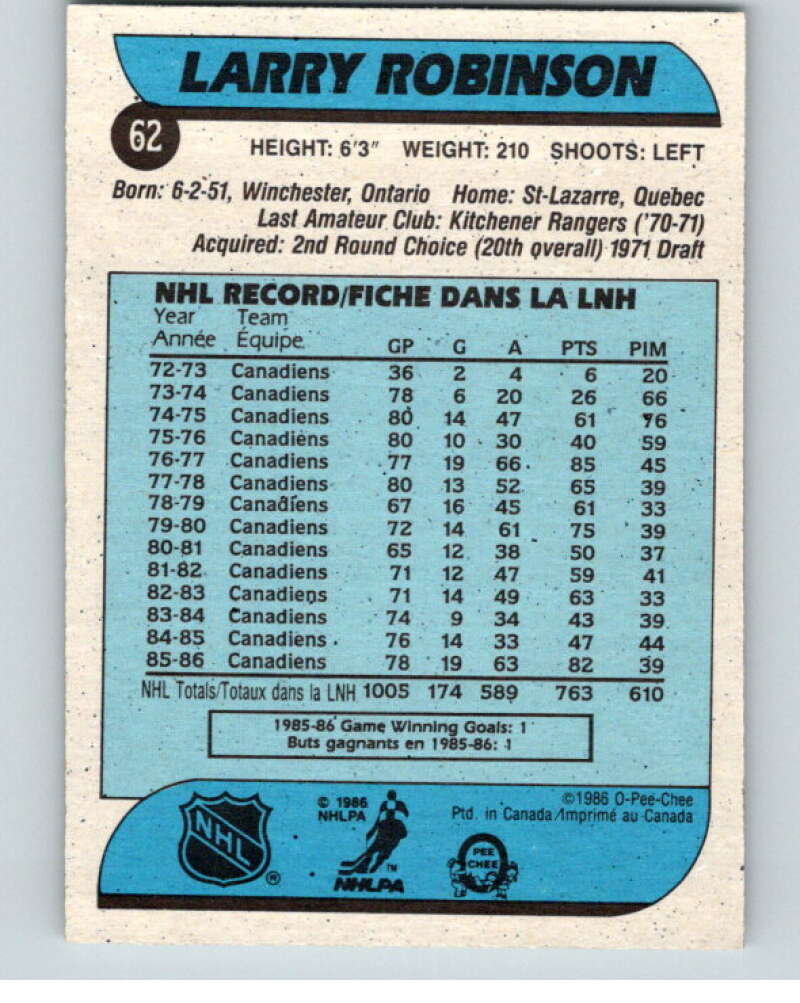 LARRY ROBINSON
62
HEIGHT: 6'3" WEIGHT: 210 SHOOTS: LEFT
Born: 6-2-51, Winchester, Ontario Home: St-Lazarre, Quebec
Last Amateur Club: Kitchener Rangers ('70-71)
Acquired: 2nd Round Choice (20th overall) 1971 Draft
NHL RECORD/FICHE DANS LA LNH
Year Team
Année Équipe GP G A PTS PIM
72-73 Canadiens 36 2 4 6 20
73-74 Canadiens 78 6 20 26 66
74-75 Canadiens 80 14 47 61 76
75-76 Canadiens 80 10 30 40 59
76-77 Canadiens 77 19 66 85 45
77-78 Canadiens 80 13 52 65 39
78-79 Canadiens 67 16 45 61 33
79-80 Canadiens 72 14 61 75 39
80-81 Canadiens 65 12 38 50 37
81-82 Canadiens 71 12 47 59 41
82-83 Canadiens 71 14 49 63 33
83-84 Canadiens 74 9 34 43 39
84-85 Canadiens 76 14 33 47 44
85-86 Canadiens 78 19 63 82 39
NHL Totals/Totaux dans la LNH 1005 174 589 763 610
1985-86 Game Winning Goals: 1
Buts gagnants en 1985-86: 1
NHL ®
© 1986
NHLPA
TM
NHLPA
©1986 O-Pee-Chee
Ptd. in Canada/Imprimé au Canada
PEE
CHEE